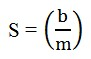 S = (b/m)